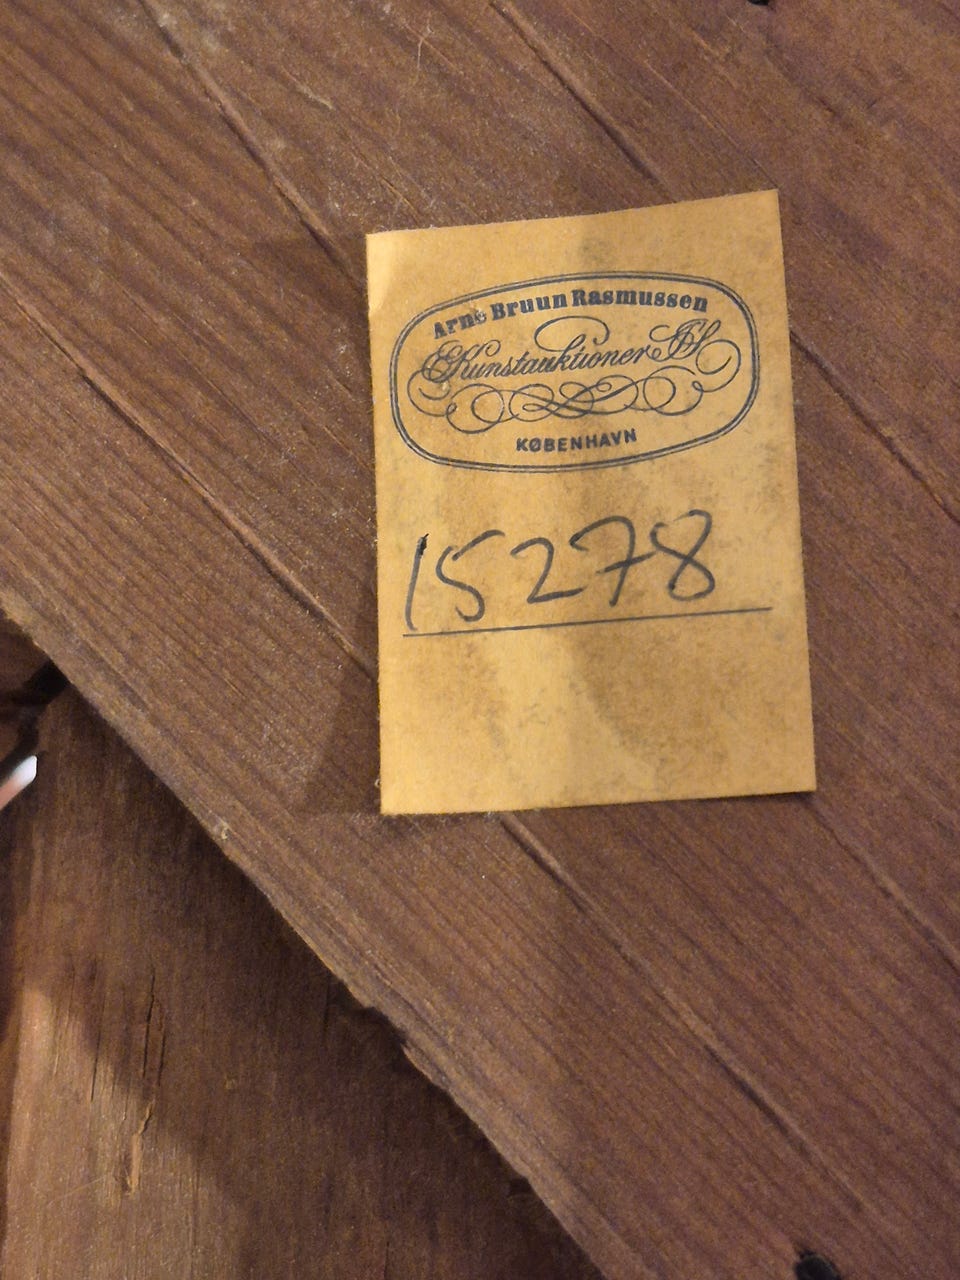 Arne Bruun Rasmussen
Kunstauktioner A/S
KØBENHAVN
15278